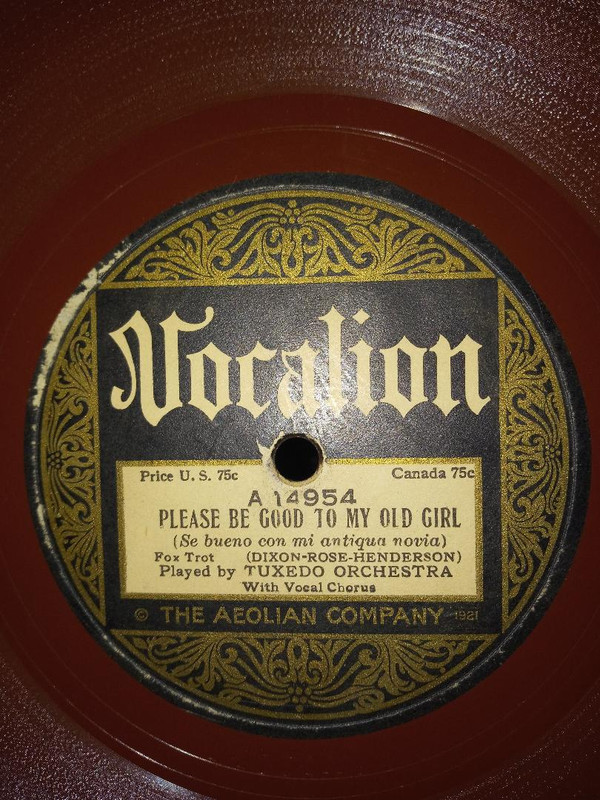 Vocalion
Price U. S. 75c Canada 75c
A 14954
PLEASE BE GOOD TO MY OLD GIRL
(Se bueno con mi antiqua novia)
Fox Trot (DIXON-ROSE-HENDERSON)
Played by TUXEDO ORCHESTRA
With Vocal Chorus
© THE AEOLIAN COMPANY 1921